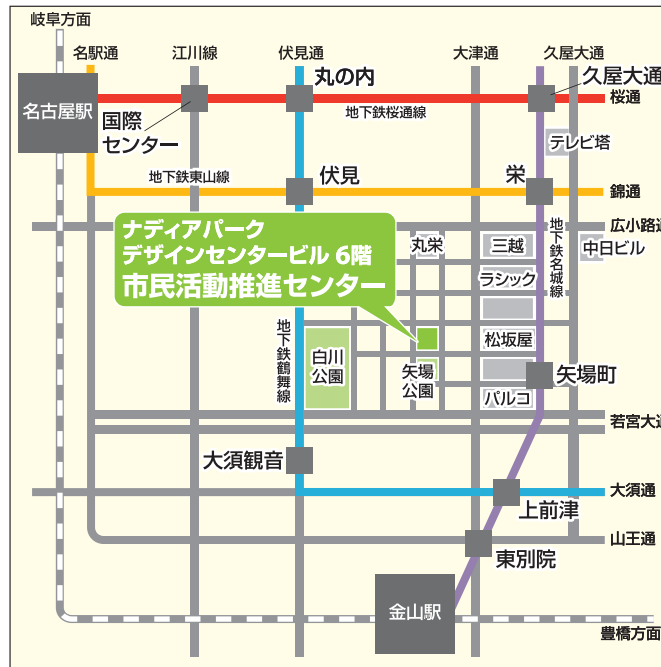 岐阜方面
名駅通
江川線
伏見通
大津通
久屋大通
名古屋駅
国際
センター
丸の内
久屋大通
桜通
地下鉄桜通線
テレビ塔
地下鉄東山線
伏見
栄
錦通
ナディアパーク
デザインセンタービル 6階
市民活動推進センター
丸栄
三越
地下鉄名城線
広小路通
中日ビル
ラシック
地下鉄鶴舞線
白川
公園
矢場
公園
松坂屋
矢場町
パルコ
若宮大通
大須観音
大須通
上前津
山王通
東別院
金山駅
豊橋方面